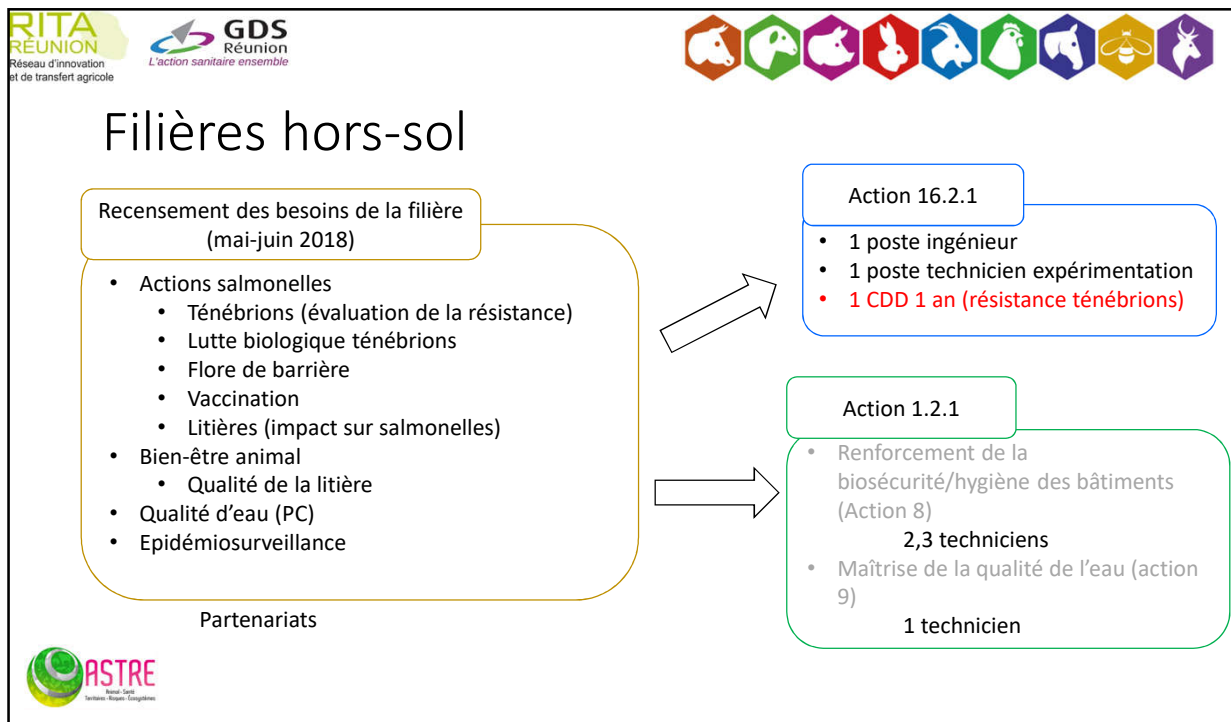 RITA
RÉUNION
Réseau d'innovation
et de transfert agricole
GDS
Réunion
L'action sanitaire ensemble
Filières hors-sol
Recensement des besoins de la filière
(mai-juin 2018)
• Actions salmonelles
• Ténébrions (évaluation de la résistance)
• Lutte biologique ténébrions
• Flore de barrière
• Vaccination
• Litières (impact sur salmonelles)
• Bien-être animal
• Qualité de la litière
• Qualité d'eau (PC)
• Epidémiosurveillance
Partenariats
Action 16.2.1
• 1 poste ingénieur
• 1 poste technicien expérimentation
• 1 CDD 1 an (résistance ténébrions)
Action 1.2.1
• Renforcement de la
biosécurité/hygiène des bâtiments
(Action 8)
2,3 techniciens
• Maîtrise de la qualité de l'eau (action
9)
1 technicien
ASTRE
Animal - Santé
Territoires - Risques - Écosystèmes